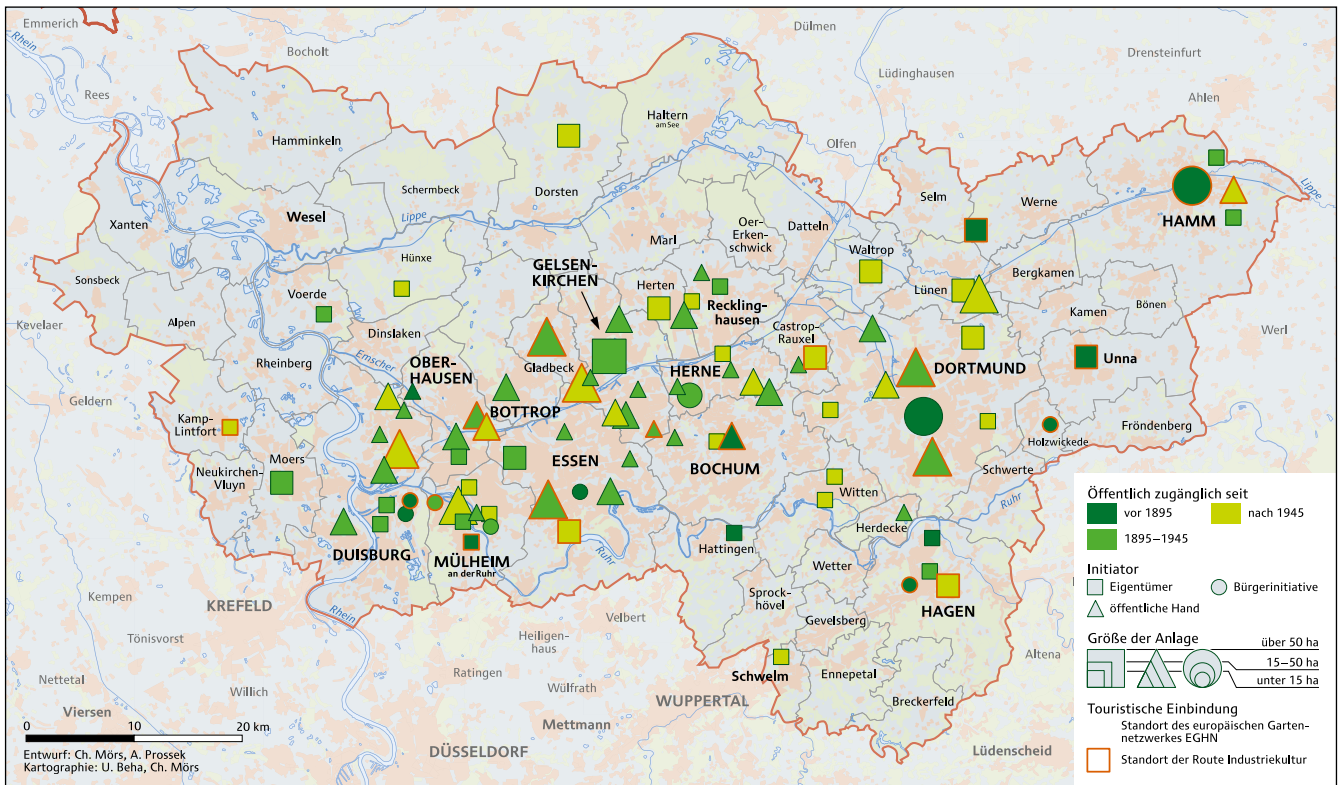 Emmerich
Rhein
Rees
Bocholt
Dülmen
Lüdinghausen
Drensteinfurt
Ahlen
Hamminkeln
Haltern
am See
Olfen
Schermbeck
Dorsten
Selm
Werne
Lippe
HAMM
Xanten
Wesel
Lippe
Oer-
Erken-
schwick
Datteln
Marl
Waltrop
Bergkamen
Hünxe
GELSEN-
KIRCHEN
Sonsbeck
Voerde
Herten
Reckling-
hausen
Lünen
Bönen
Kamen
Kevelaer
Alpen
Dinslaken
Castrop-
Rauxel
Werl
Rheinberg
Emscher
OBER-
HAUSEN
Gladbeck
HERNE
DORTMUND
Unna
Geldern
Kamp-
Lintfort
BOTTROP
Fröndenberg
Holzwickede
Moers
ESSEN
BOCHUM
Neukirchen-
Vluyn
Schwerte
Witten
Ruhr
Herdecke
DUISBURG
MÜLHEIM
an der Ruhr
Ruhr
Hattingen
Wetter
Sprock-
hövel
HAGEN
Kempen
KREFELD
Rhein
Gevelsberg
Tönisvorst
Heiligen-
haus
Velbert
Altena
Nettetal
Willich
Ratingen
Wülfrath
Schwelm
Ennepetal
WUPPERTAL
Breckerfeld
Viersen
Mettmann
DÜSSELDORF
Lüdenscheid
0 10 20 km
Entwurf: Ch. Mörs, A. Prossek
Kartographie: U. Beha, Ch. Mörs
Öffentlich zugänglich seit
vor 1895 nach 1945
1895–1945
Initiator
Eigentümer Bürgerinitiative
öffentliche Hand
Größe der Anlage
über 50 ha
15–50 ha
unter 15 ha
Touristische Einbindung
Standort des europäischen Garten-
netzwerkes EGHN
Standort der Route Industriekultur